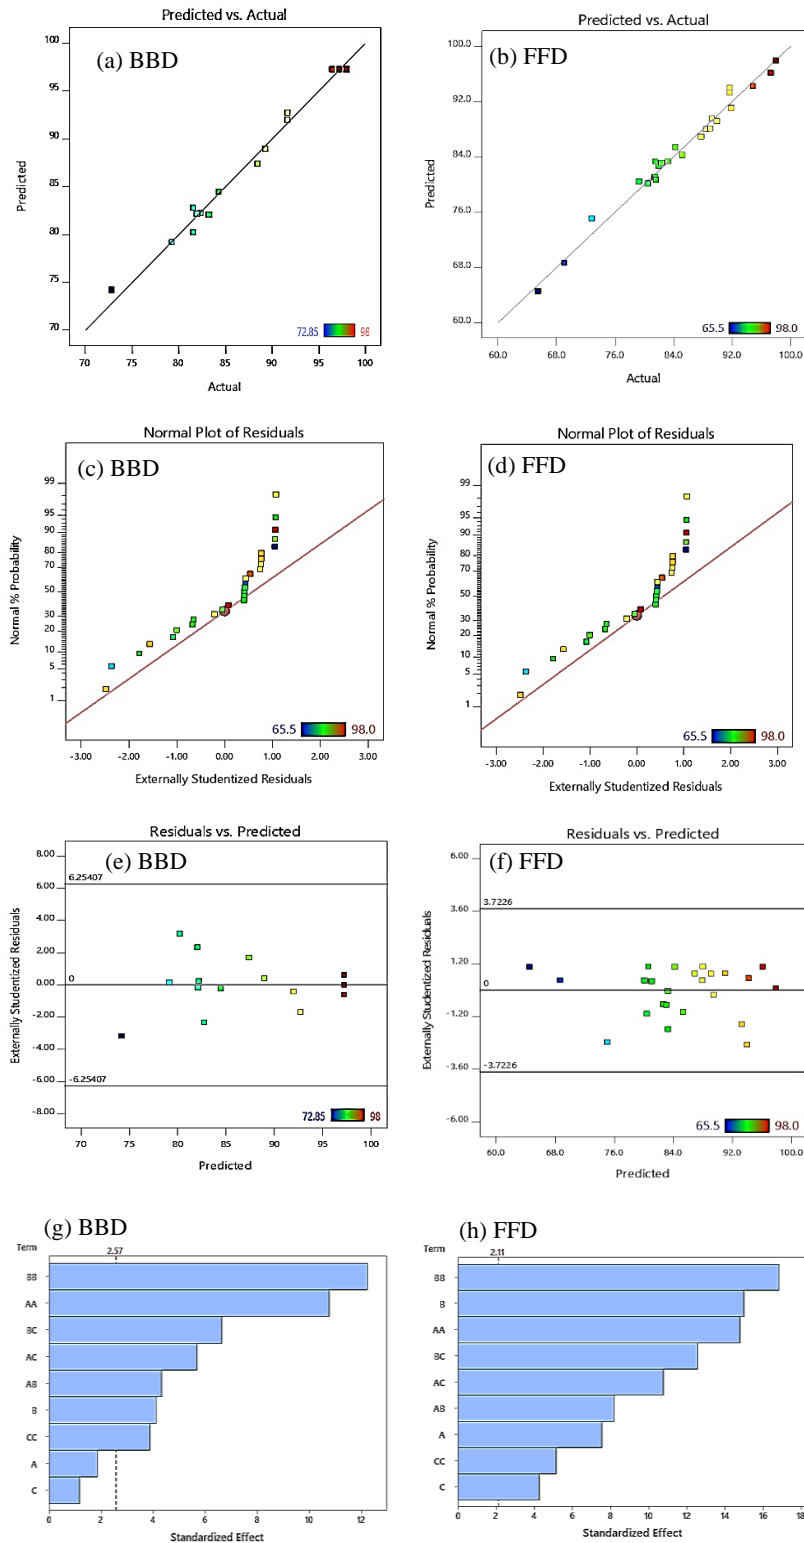 Predicted vs. Actual
(a) BBD
100
95
90
85
80
75
70
Predicted
72.85 98
70 75 80 85 90 95 100
Actual
Predicted vs. Actual
(b) FFD
100.0
92.0
84.0
76.0
68.0
60.0
Predicted
65.5 98.0
60.0 68.0 76.0 84.0 92.0 100.0
Actual
Normal Plot of Residuals
(c) BBD
99
95
90
80
70
50
30
20
10
5
1
Normal % Probability
65.5 98.0
-3.00 -2.00 -1.00 0.00 1.00 2.00 3.00
Externally Studentized Residuals
Normal Plot of Residuals
(d) FFD
99
95
90
80
70
50
30
20
10
5
1
Normal % Probability
65.5 98.0
-3.00 -2.00 -1.00 0.00 1.00 2.00 3.00
Externally Studentized Residuals
Residuals vs. Predicted
(e) BBD
8.00
6.25407
6.00
4.00
2.00
0
0.00
-2.00
-4.00
-6.00
-6.25407
-8.00
Externally Studentized Residuals
72.85 98
70 75 80 85 90 95 100
Predicted
Residuals vs. Predicted
(f) FFD
6.00
3.7226
3.60
1.20
0
-1.20
-3.60
-3.7226
-6.00
Externally Studentized Residuals
65.5 98.0
60.0 68.0 76.0 84.0 92.0 100.0
Predicted
(g) BBD
Term
2.57
BB
AA
BC
AC
AB
B
CC
A
C
0 2 4 6 8 10 12
Standardized Effect
(h) FFD
Term
2.11
BB
B
AA
BC
AC
AB
A
CC
C
0 2 4 6 8 10 12 14 16 18
Standardized Effect